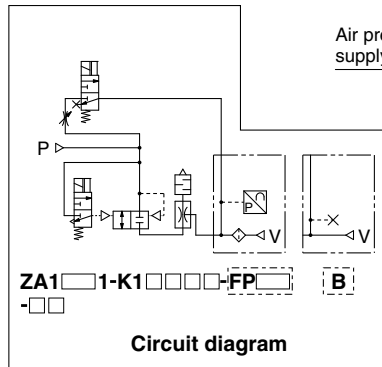 Air pre
supply
P
P
V
V
ZA1□□1-K1□□□□-FP□□ B
-□□
Circuit diagram